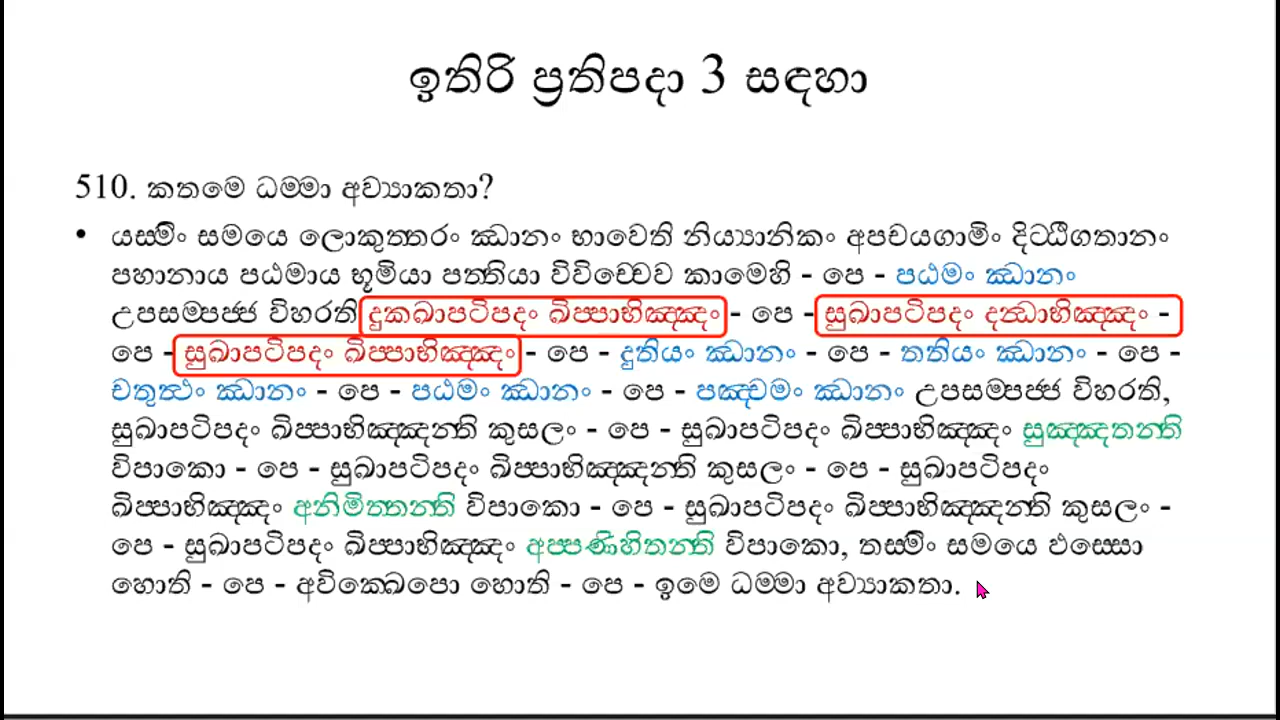 ඉතිරි ප්‍රතිපදා 3 සඳහා
510. කතමෙ ධම්මා අව්‍යාකතා?
• යස්මිං සමයෙ ලොකුත්තරං ඣානං භාවෙති නිය්‍යානිකං අපචයගාමිං දිට්ඨිගතානං
පහානාය පඨමාය භූමියා පත්තියා විවිච්චෙව කාමෙහි - පෙ - පඨමං ඣානං
උපසම්පජ්ජ විහරති දුක්ඛාපටිපදං ඛිප්පාභිඤ්ඤං - පෙ - සුඛාපටිපදං දන්ධාභිඤ්ඤං -
පෙ - සුඛාපටිපදං ඛිප්පාභිඤ්ඤං - පෙ - දුතියං ඣානං - පෙ - තතියං ඣානං - පෙ -
චතුත්ථං ඣානං - පෙ - පඨමං ඣානං - පෙ - පඤ්චමං ඣානං උපසම්පජ්ජ විහරති,
සුඛාපටිපදං ඛිප්පාභිඤ්ඤන්ති කුසලං - පෙ - සුඛාපටිපදං ඛිප්පාභිඤ්ඤං සුඤ්ඤතන්ති
විපාකො - පෙ - සුඛාපටිපදං ඛිප්පාභිඤ්ඤන්ති කුසලං - පෙ - සුඛාපටිපදං
ඛිප්පාභිඤ්ඤං අනිමිත්තන්ති විපාකො - පෙ - සුඛාපටිපදං ඛිප්පාභිඤ්ඤන්ති කුසලං -
පෙ - සුඛාපටිපදං ඛිප්පාභිඤ්ඤං අප්පණිහිතන්ති විපාකො, තස්මිං සමයෙ ඵස්සො
හොති - පෙ - අවික්ඛෙපො හොති - පෙ - ඉමෙ ධම්මා අව්‍යාකතා.